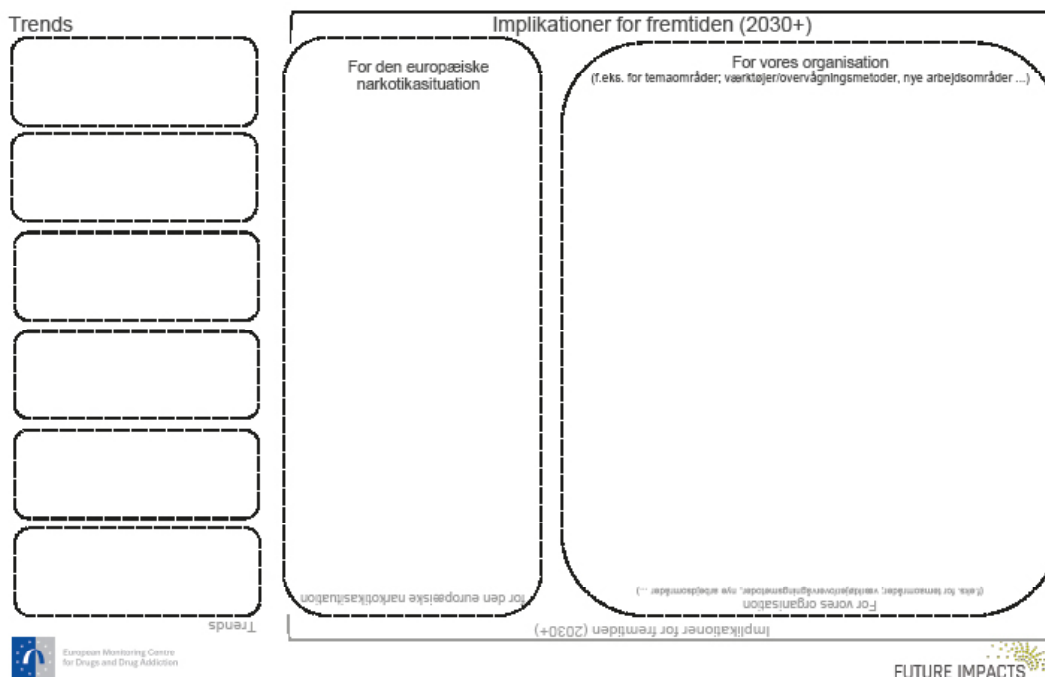 Trends
Implikationer for fremtiden (2030+)
For den europæiske
narkotikasituation
For vores organisation
(f.eks. for temaområder; værktøjer/overvågningsmetoder, nye arbejdsområder ...)
for den europæiske narkotikasituation
(f.eks. for temaområder; værktøjer/overvågningsmetoder, nye arbejdsområder ...)
For vores organisation
Trends
Implikationer for fremtiden (2030+)
European Monitoring Centre
for Drugs and Drug Addiction
FUTURE IMPACTS